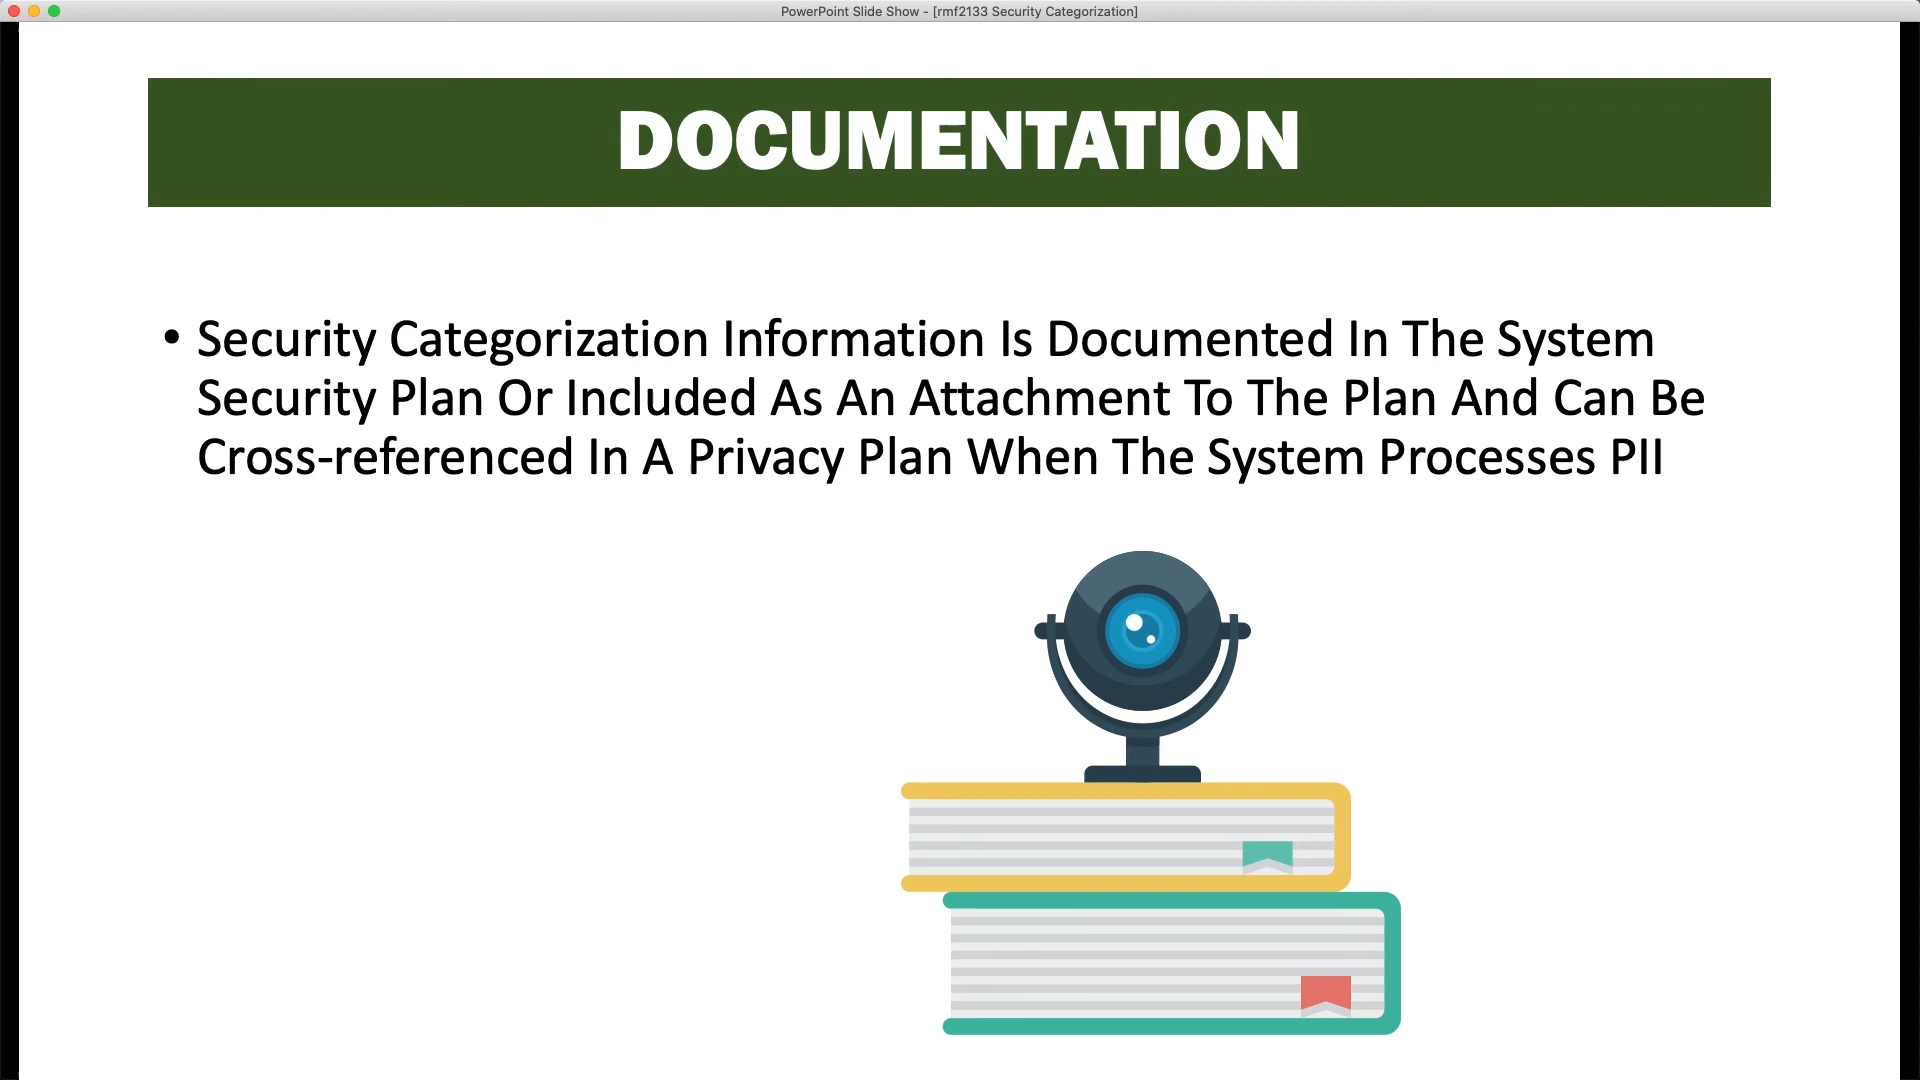 PowerPoint Slide Show - [rmf2133 Security Categorization]
DOCUMENTATION
• Security Categorization Information Is Documented In The System
Security Plan Or Included As An Attachment To The Plan And Can Be
Cross-referenced In A Privacy Plan When The System Processes PII